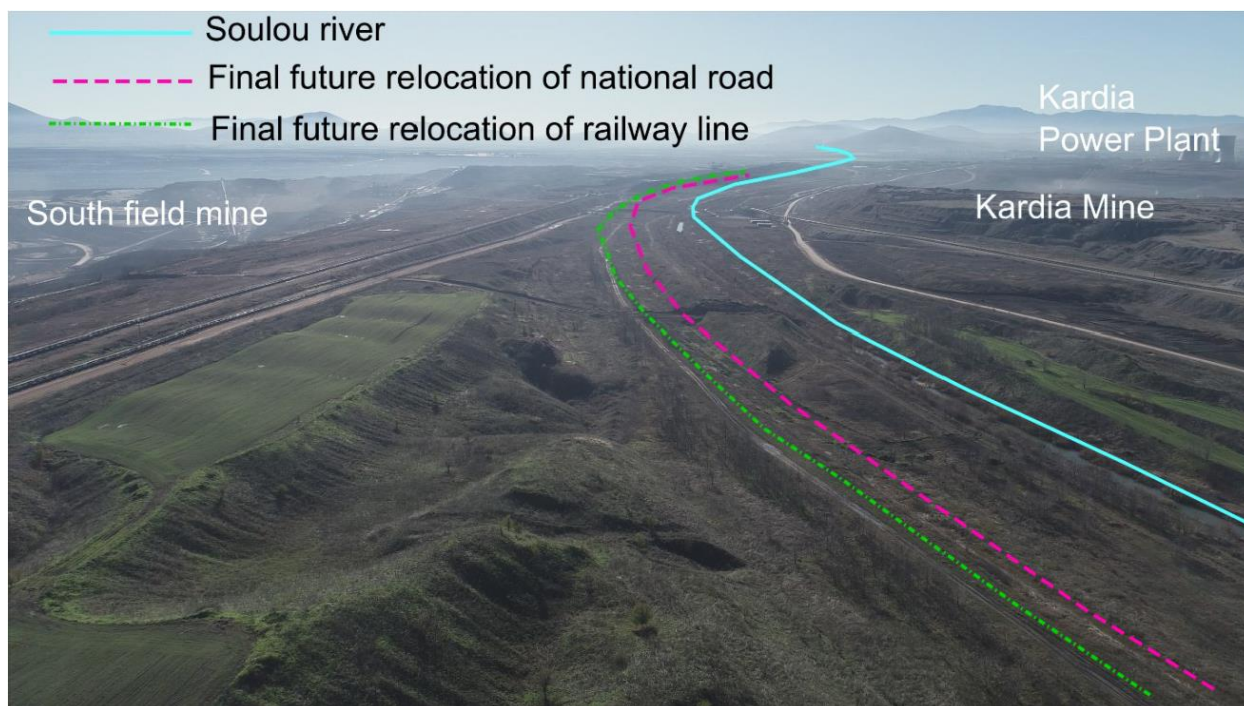 Soulou river
Final future relocation of national road
Final future relocation of railway line
Kardia
Power Plant
South field mine
Kardia Mine